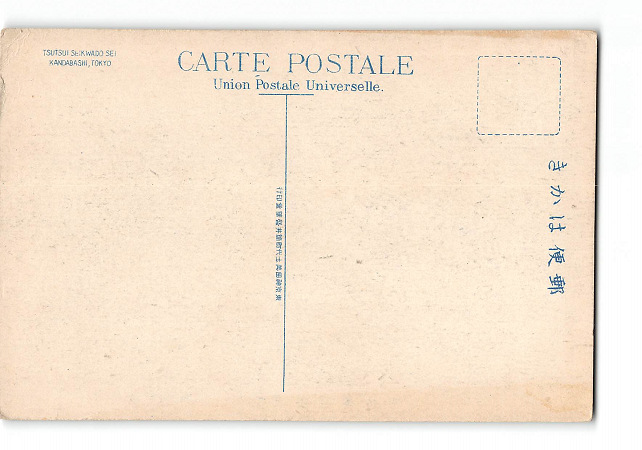 TSUTSUI SEIKWADO SEI
KANDABASHI, TOKYO
CARTE POSTALE
Union Postale Universelle.
きかは便郵